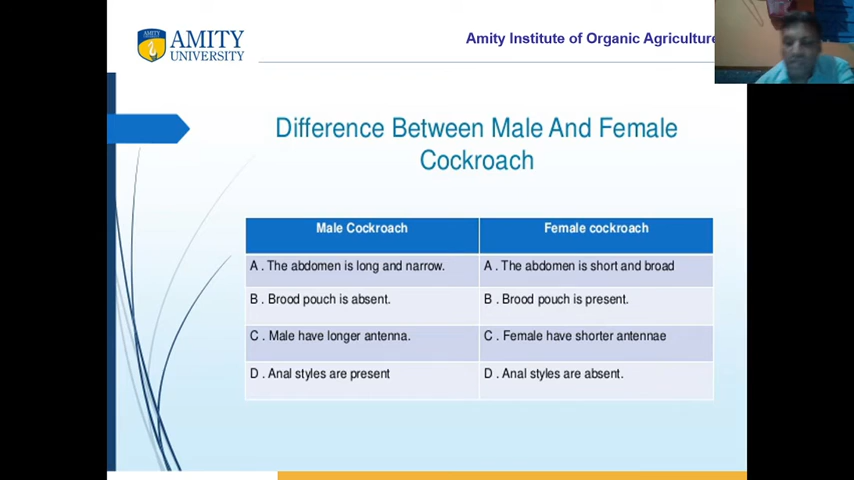 AMITY
AMITY
UNIVERSITY
Amity Institute of Organic Agriculture
Difference Between Male And Female
Cockroach
Male Cockroach
Female cockroach
A . The abdomen is long and narrow.
A . The abdomen is short and broad
B . Brood pouch is absent.
B . Brood pouch is present.
C . Male have longer antenna.
C . Female have shorter antennae
D . Anal styles are present
D . Anal styles are absent.